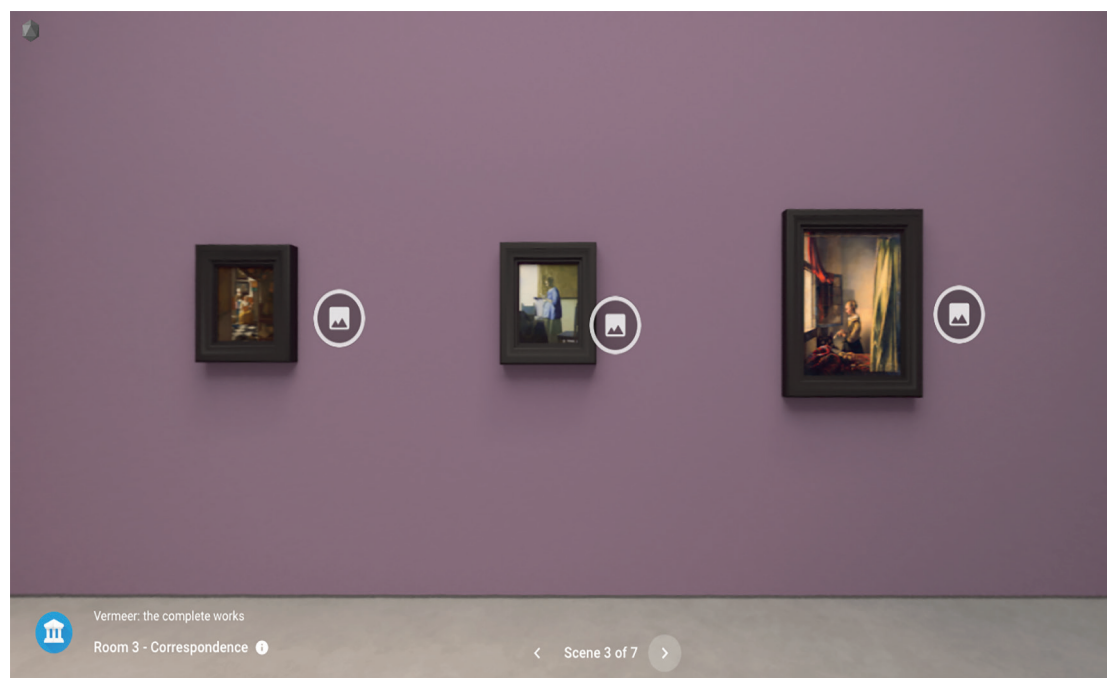 Vermeer: the complete works
Room 3 - Correspondence
Scene 3 of 7